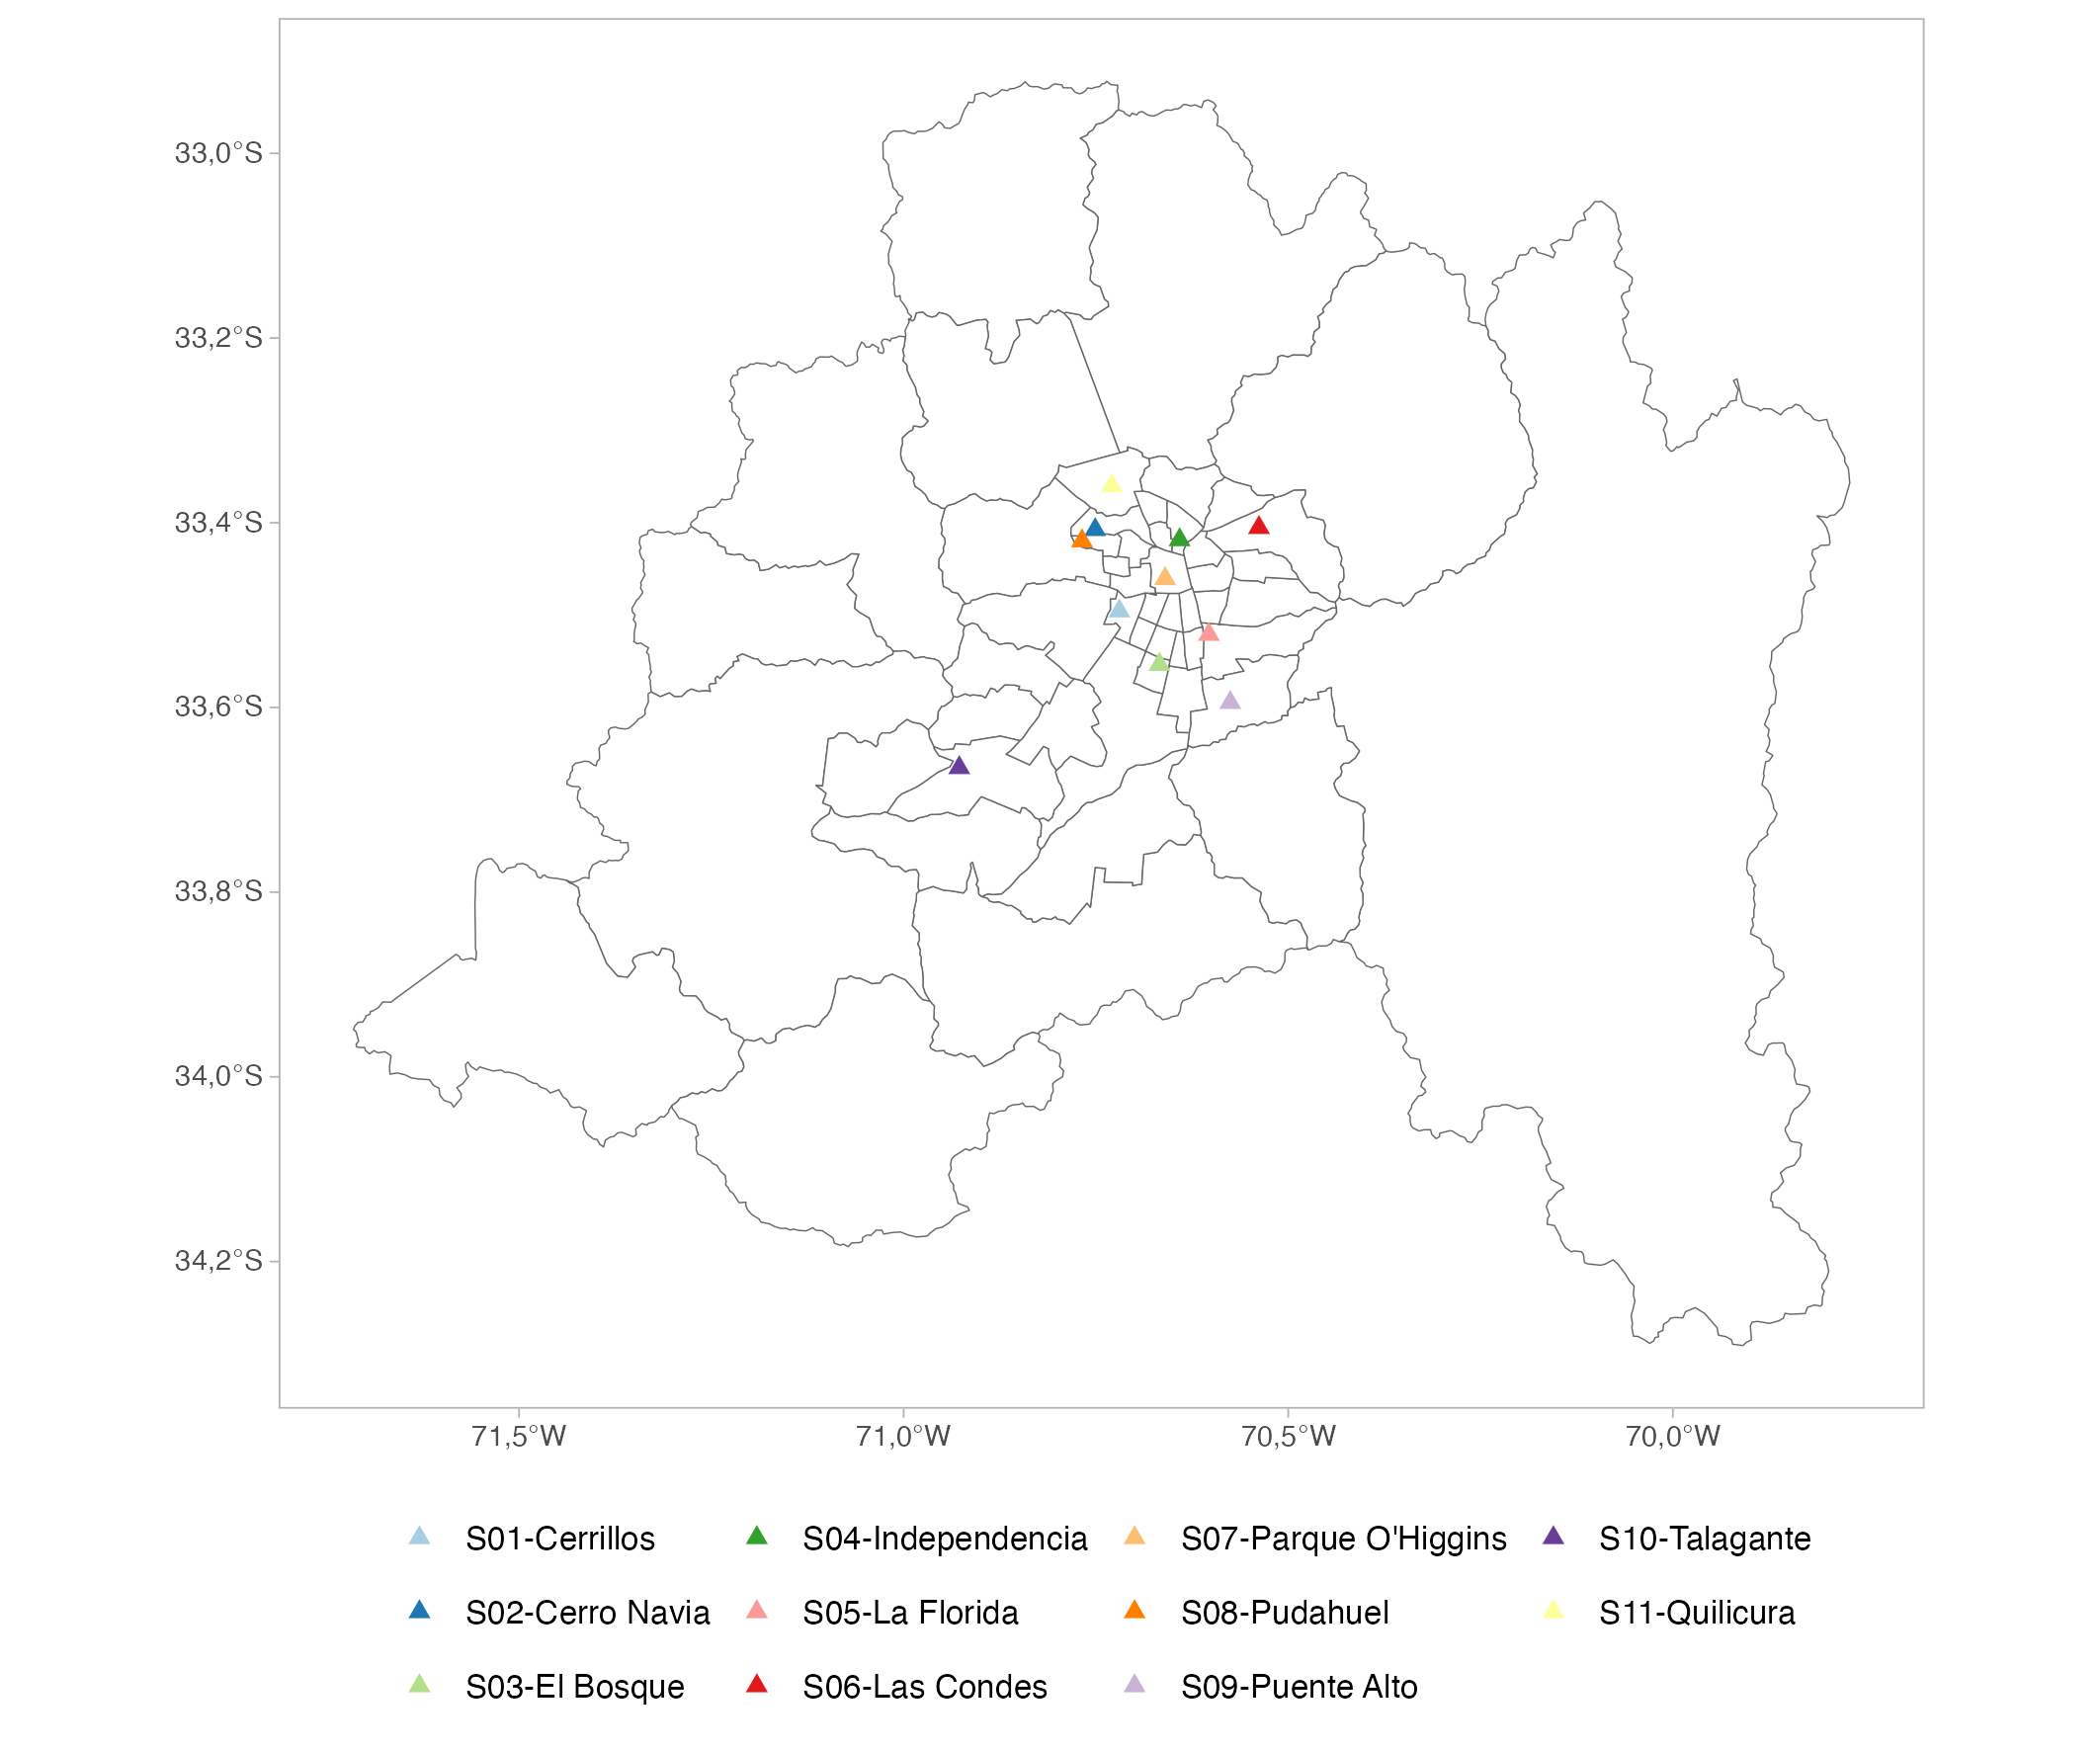 33,0°S
33,2°S
33,4°S
33,6°S
33,8°S
34,0°S
34,2°S
71,5°W 71,0°W 70,5°W 70,0°W
S01-Cerrillos S04-Independencia S07-Parque O'Higgins S10-Talagante
S02-Cerro Navia S05-La Florida S08-Pudahuel S11-Quilicura
S03-El Bosque S06-Las Condes S09-Puente Alto